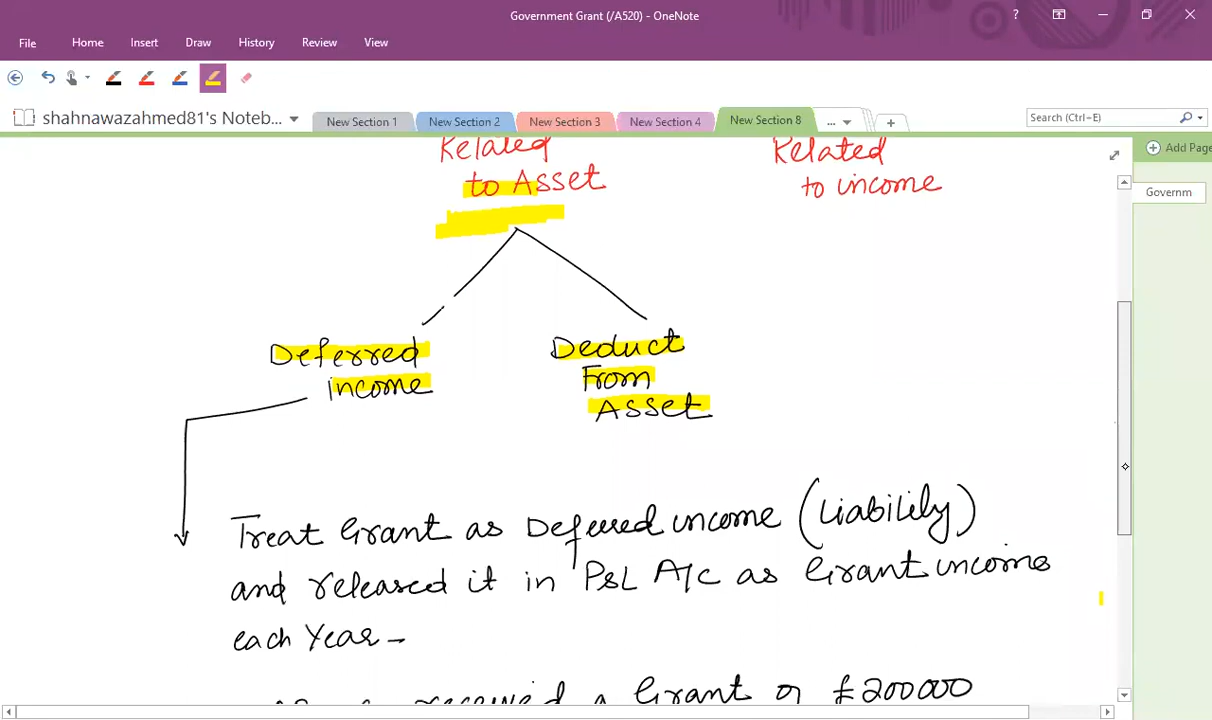 Government Grant (/A520) - OneNote
File Home Insert Draw History Review View
shahnawazahmed81's Noteb...
New Section 1 New Section 2 New Section 3 New Section 4 New Section 8 ...
Search (Ctrl+E)
Add Page
Governm
Related
to Asset
Related
to income
Deferred
income
Deduct
From
Asset
Treat Grant as Deferred income (Liability)
and released it in P&L A/c as Grant income
each Year -
received a Grant of £200000